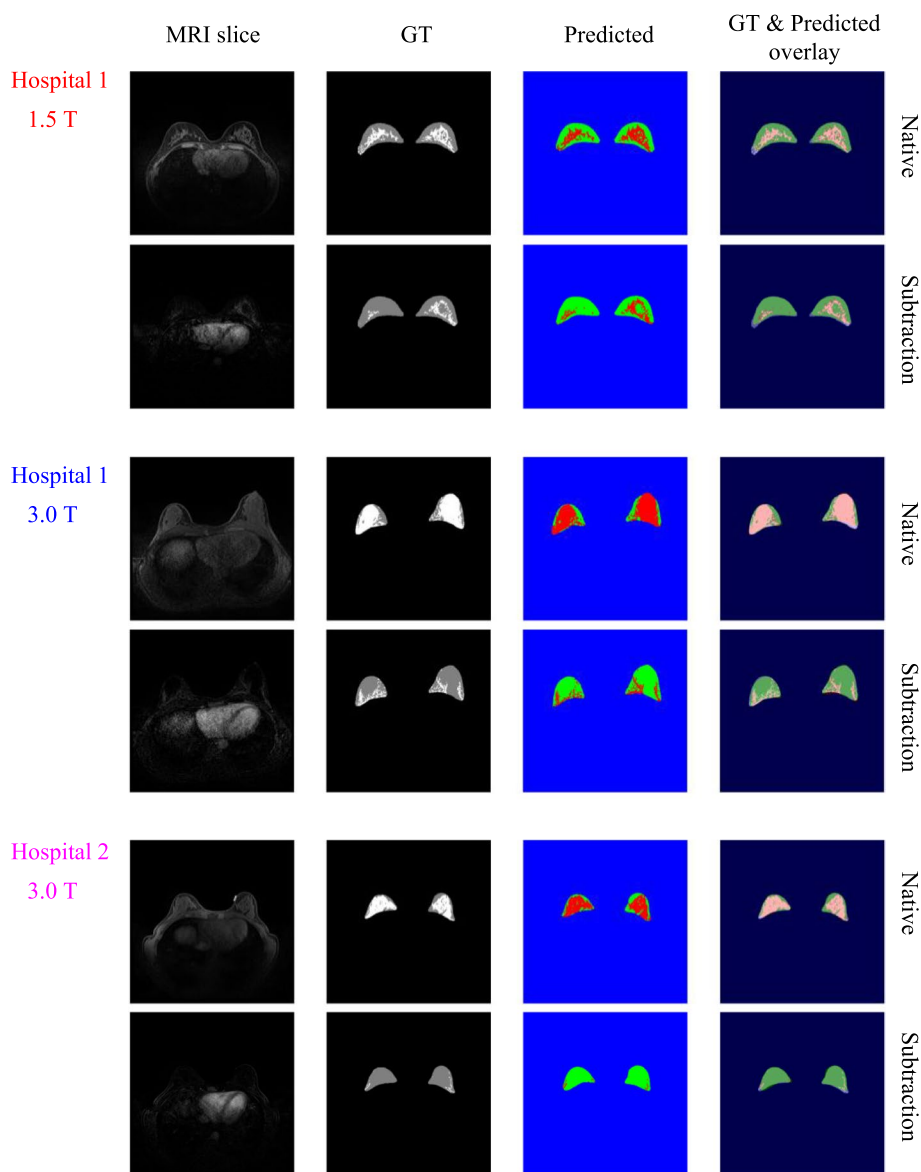 MRI slice
GT
Predicted
GT & Predicted
overlay
Hospital 1
1.5 T
Native
Subtraction
Hospital 1
3.0 T
Native
Subtraction
Hospital 2
3.0 T
Native
Subtraction